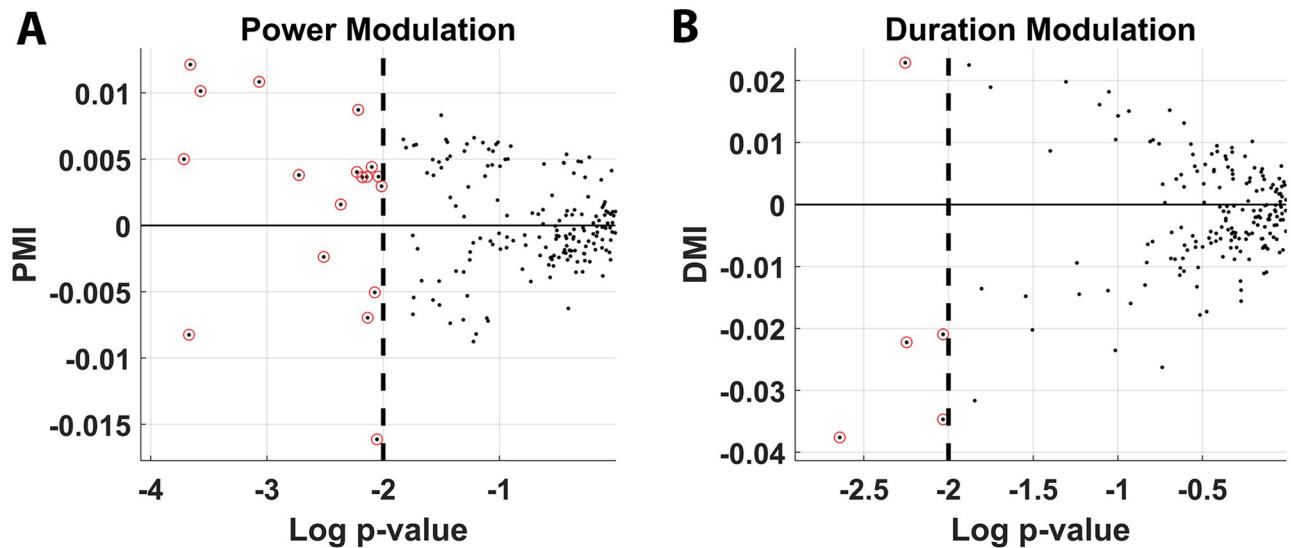 A
Power Modulation
0.01
0.005
0
-0.005
-0.01
-0.015
PMI
-4
-3
-2
-1
Log p-value
B
Duration Modulation
0.02
0.01
0
-0.01
-0.02
-0.03
-0.04
DMI
-2.5
-2
-1.5
-1
-0.5
Log p-value